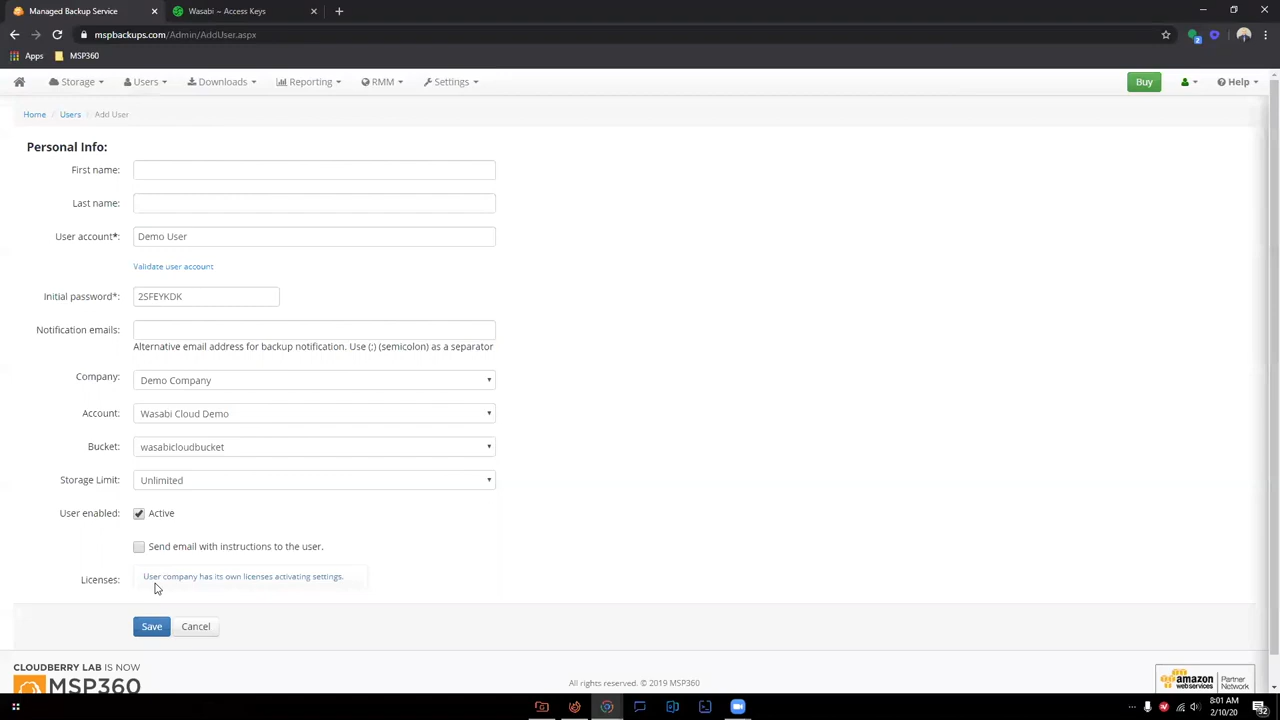 Managed Backup Service
Wasabi ~ Access Keys
mspbackups.com/Admin/AddUser.aspx
Apps MSP360
Storage Users Downloads Reporting RMM Settings Buy Help
Home / Users / Add User
Personal Info:
First name:
Last name:
User account*: Demo User
Validate user account
Initial password*: 2SFEYKDK
Notification emails:
Alternative email address for backup notification. Use (;) (semicolon) as a separator
Company: Demo Company
Account: Wasabi Cloud Demo
Bucket: wasabicloudbucket
Storage Limit: Unlimited
User enabled: Active
Send email with instructions to the user.
Licenses: User company has its own licenses activating settings.
Save Cancel
CLOUDBERRY LAB IS NOW
MSP360
All rights reserved. © 2019 MSP360
amazon
webservices
Partner
Network
8:01 AM
2/10/20